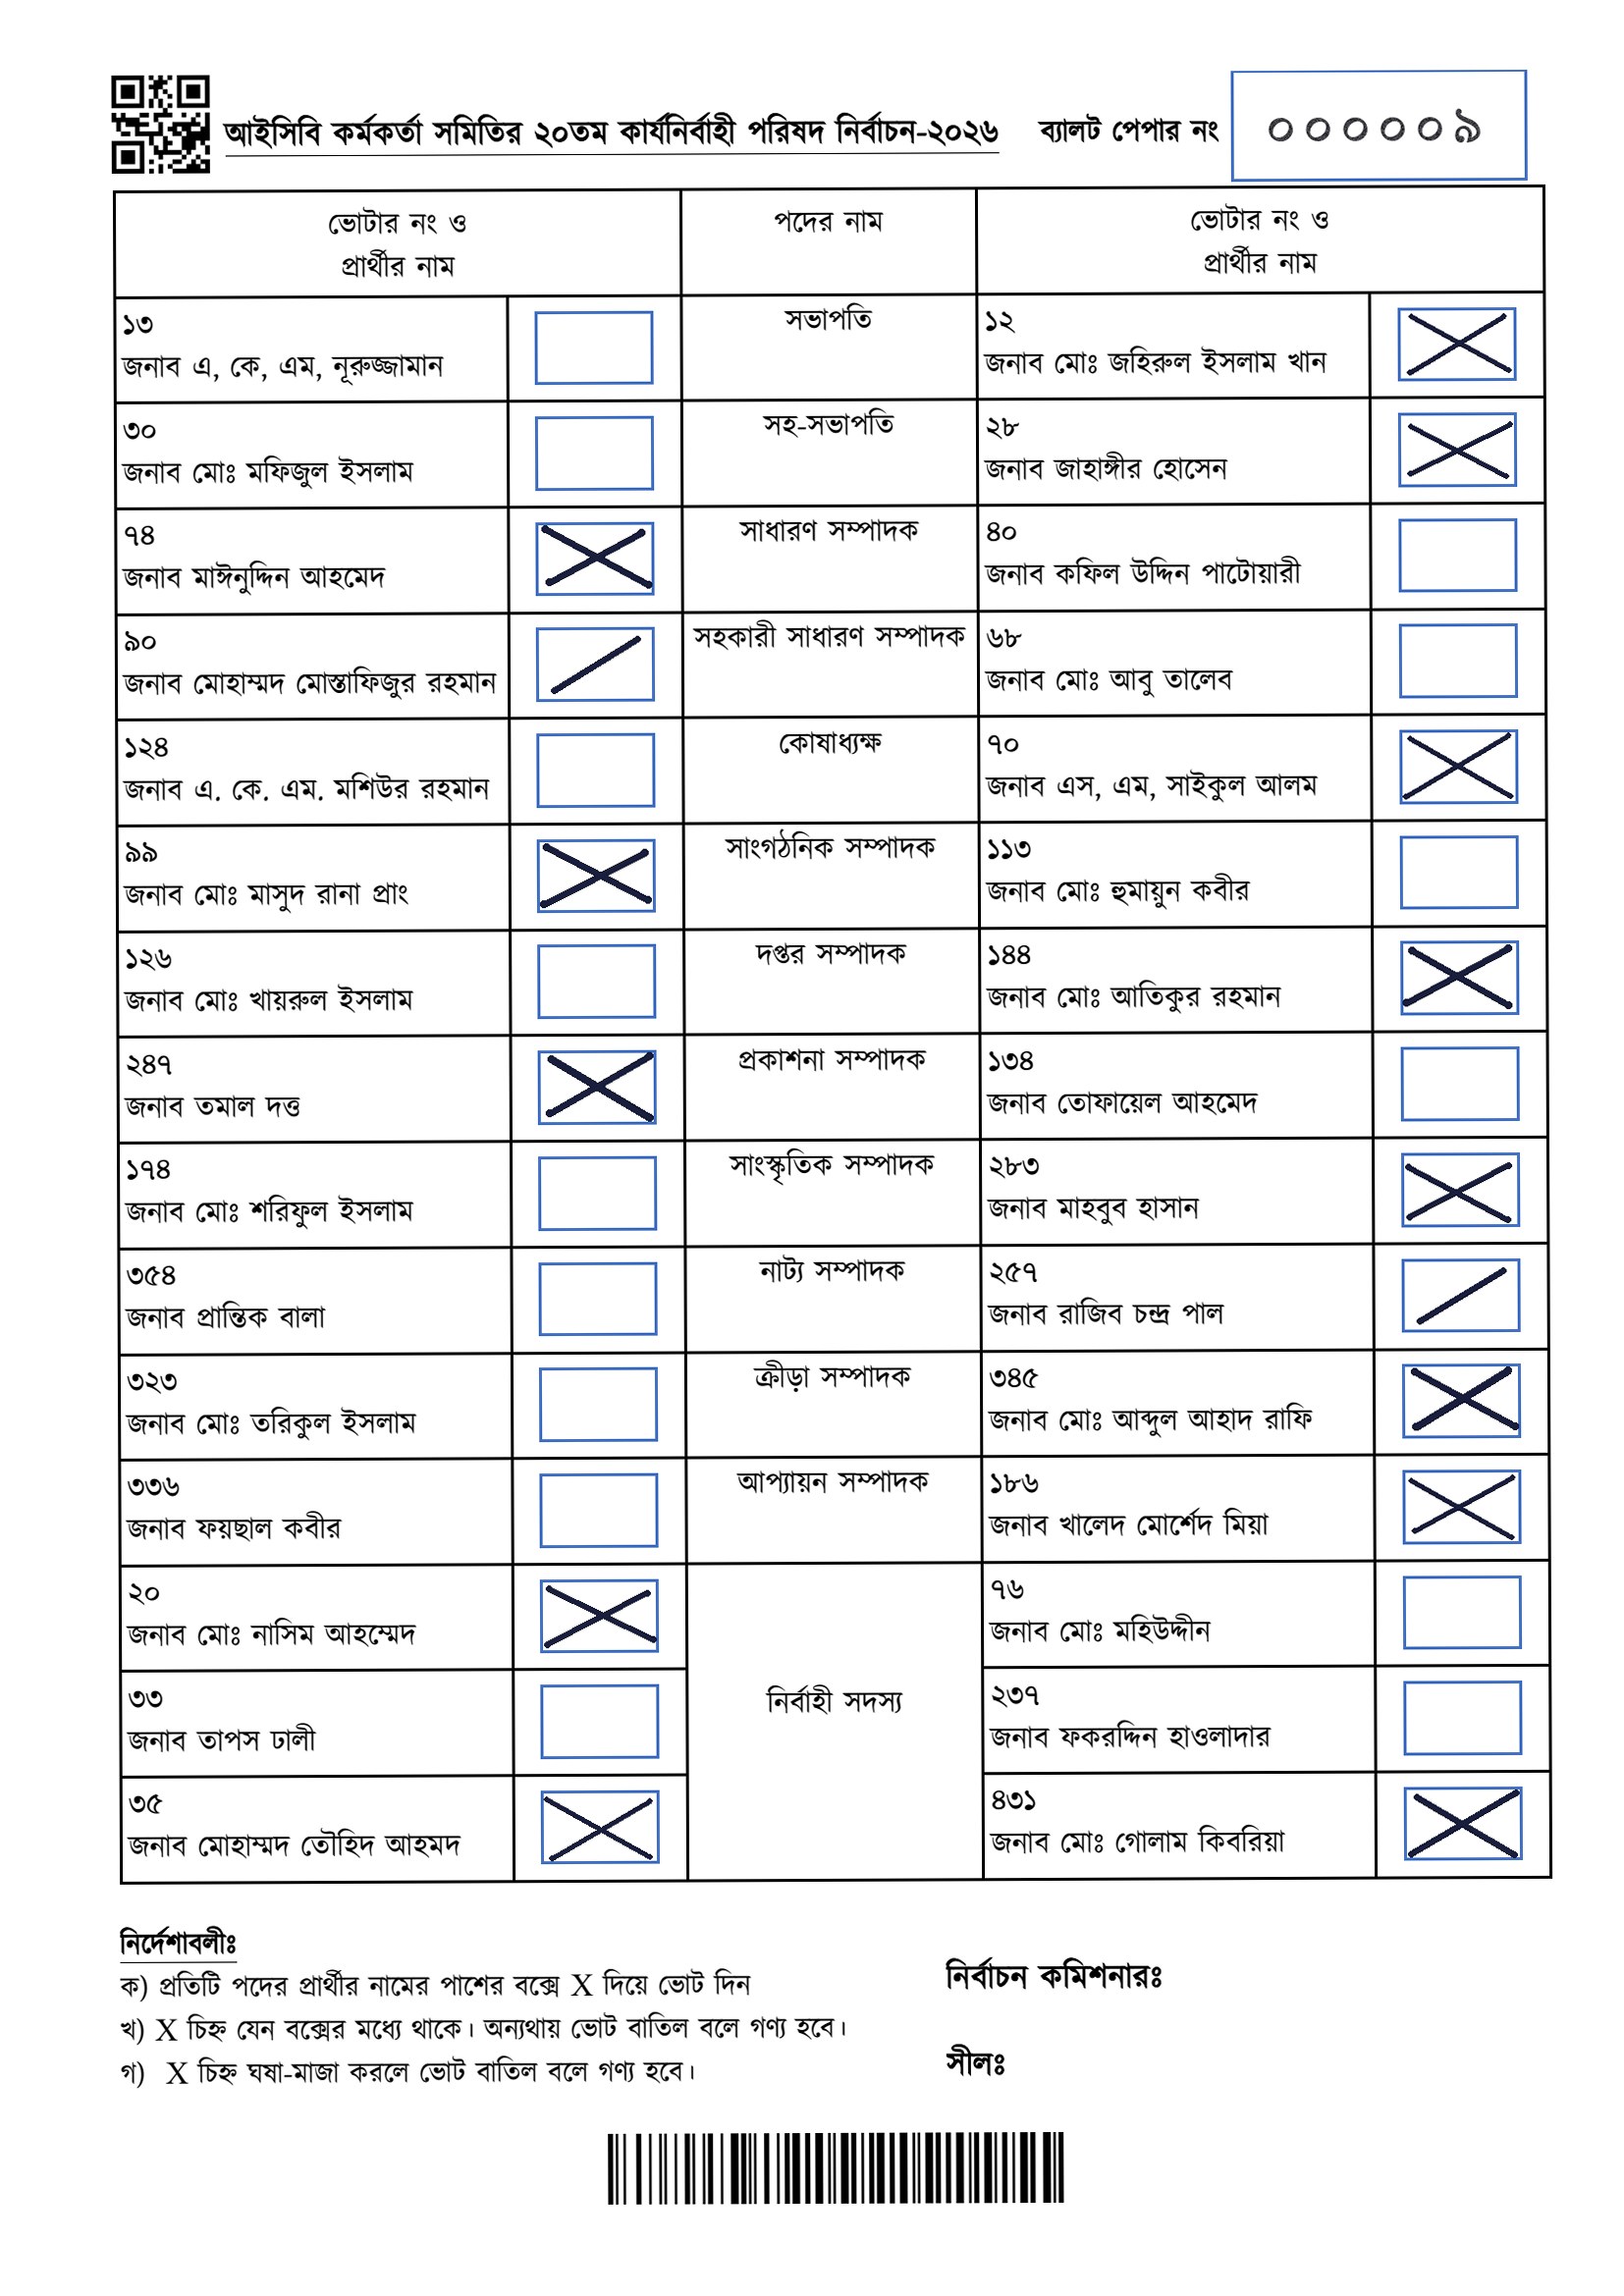 আইসিবি কর্মকর্তা সমিতির ২০তম কার্যনির্বাহী পরিষদ নির্বাচন-২০২৬ ব্যালট পেপার নং ০০০০০৯
ভোটার নং ও
প্রার্থীর নাম
পদের নাম
ভোটার নং ও
প্রার্থীর নাম
১৩
জনাব এ, কে, এম, নূরুজ্জামান
সভাপতি
১২
জনাব মোঃ জহিরুল ইসলাম খান
৩০
জনাব মোঃ মফিজুল ইসলাম
সহ-সভাপতি
২৮
জনাব জাহাঙ্গীর হোসেন
৭৪
জনাব মাঈনুদ্দিন আহমেদ
সাধারণ সম্পাদক
৪০
জনাব কফিল উদ্দিন পাটোয়ারী
৯০
জনাব মোহাম্মদ মোস্তাফিজুর রহমান
সহকারী সাধারণ সম্পাদক
৬৮
জনাব মোঃ আবু তালেব
১২৪
জনাব এ. কে. এম. মশিউর রহমান
কোষাধ্যক্ষ
৭০
জনাব এস, এম, সাইকুল আলম
৯৯
জনাব মোঃ মাসুদ রানা প্রাং
সাংগঠনিক সম্পাদক
১১৩
জনাব মোঃ হুমায়ুন কবীর
১২৬
জনাব মোঃ খায়রুল ইসলাম
দপ্তর সম্পাদক
১৪৪
জনাব মোঃ আতিকুর রহমান
২৪৭
জনাব তমাল দত্ত
প্রকাশনা সম্পাদক
১৩৪
জনাব তোফায়েল আহমেদ
১৭৪
জনাব মোঃ শরিফুল ইসলাম
সাংস্কৃতিক সম্পাদক
২৮৩
জনাব মাহবুব হাসান
৩৫৪
জনাব প্রান্তিক বালা
নাট্য সম্পাদক
২৫৭
জনাব রাজিব চন্দ্র পাল
৩২৩
জনাব মোঃ তরিকুল ইসলাম
ক্রীড়া সম্পাদক
৩৪৫
জনাব মোঃ আব্দুল আহাদ রাফি
৩৩৬
জনাব ফয়ছাল কবীর
আপ্যায়ন সম্পাদক
১৮৬
জনাব খালেদ মোর্শেদ মিয়া
২০
জনাব মোঃ নাসিম আহম্মেদ
৭৬
জনাব মোঃ মহিউদ্দীন
৩৩
জনাব তাপস ঢালী
নির্বাহী সদস্য
২৩৭
জনাব ফকরদ্দিন হাওলাদার
৩৫
জনাব মোহাম্মদ তৌহিদ আহমদ
৪৩১
জনাব মোঃ গোলাম কিবরিয়া
নির্দেশাবলীঃ
ক) প্রতিটি পদের প্রার্থীর নামের পাশের বক্সে X দিয়ে ভোট দিন
খ) X চিহ্ন যেন বক্সের মধ্যে থাকে। অন্যথায় ভোট বাতিল বলে গণ্য হবে।
গ) X চিহ্ন ঘষা-মাজা করলে ভোট বাতিল বলে গণ্য হবে।
নির্বাচন কমিশনারঃ
সীলঃ